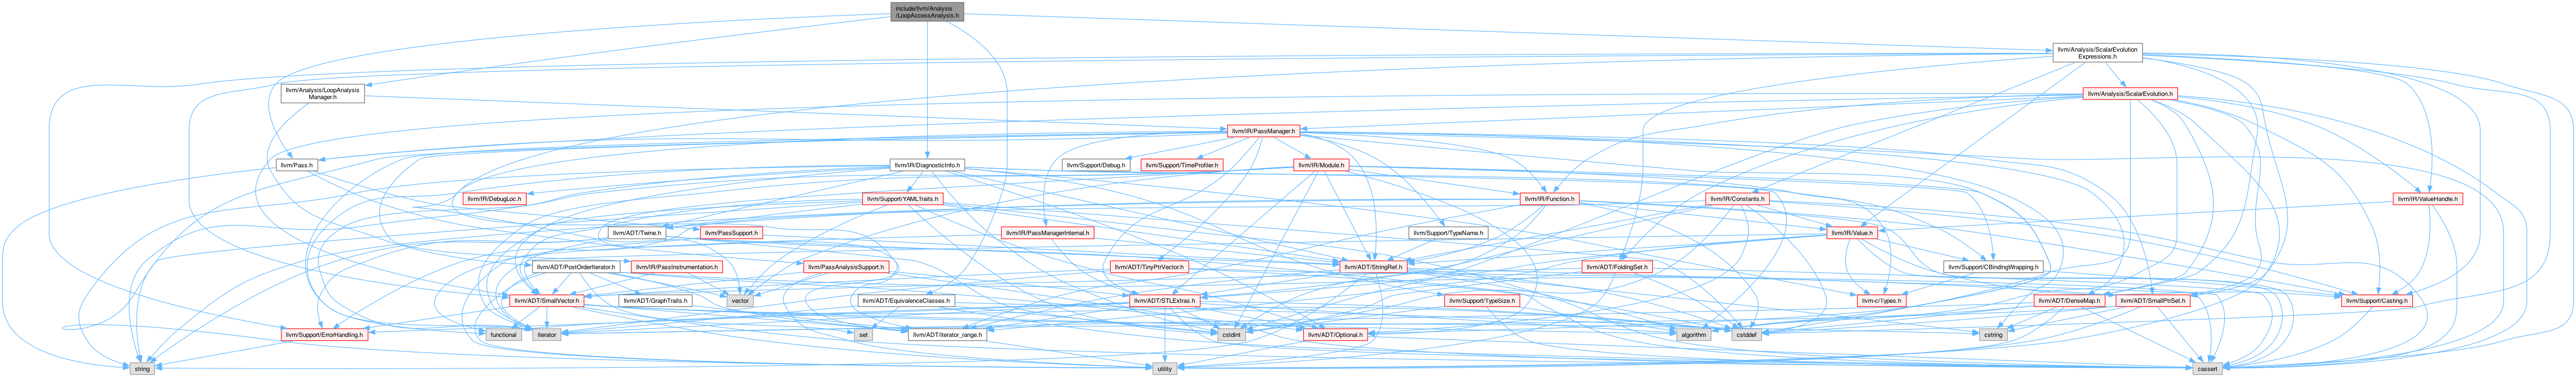 include/llvm/Analysis
/LoopAccessAnalysis.h
llvm/Analysis/ScalarEvolution
Expressions.h
llvm/Analysis/LoopAnalysis
Manager.h
llvm/Analysis/ScalarEvolution.h
llvm/IR/PassManager.h
llvm/Pass.h
llvm/IR/DiagnosticInfo.h
llvm/Support/Debug.h
llvm/Support/TimeProfiler.h
llvm/IR/Module.h
llvm/IR/DebugLoc.h
llvm/Support/YAMLTraits.h
llvm/IR/Function.h
llvm/IR/Constants.h
llvm/IR/ValueHandle.h
llvm/ADT/Twine.h
llvm/PassSupport.h
llvm/IR/PassManagerInternal.h
llvm/Support/TypeName.h
llvm/IR/Value.h
llvm/ADT/PostOrderIterator.h
llvm/IR/PassInstrumentation.h
llvm/PassAnalysisSupport.h
llvm/ADT/TinyPtrVector.h
llvm/ADT/StringRef.h
llvm/ADT/FoldingSet.h
llvm/Support/CBindingWrapping.h
llvm/ADT/SmallVector.h
llvm/ADT/GraphTraits.h
vector
llvm/ADT/EquivalenceClasses.h
llvm/ADT/STLExtras.h
llvm/Support/TypeSize.h
llvm-c/Types.h
llvm/ADT/DenseMap.h
llvm/ADT/SmallPtrSet.h
llvm/Support/Casting.h
llvm/Support/ErrorHandling.h
functional
iterator
set
llvm/ADT/iterator_range.h
cstdint
llvm/ADT/Optional.h
algorithm
cstddef
cstring
string
utility
cassert